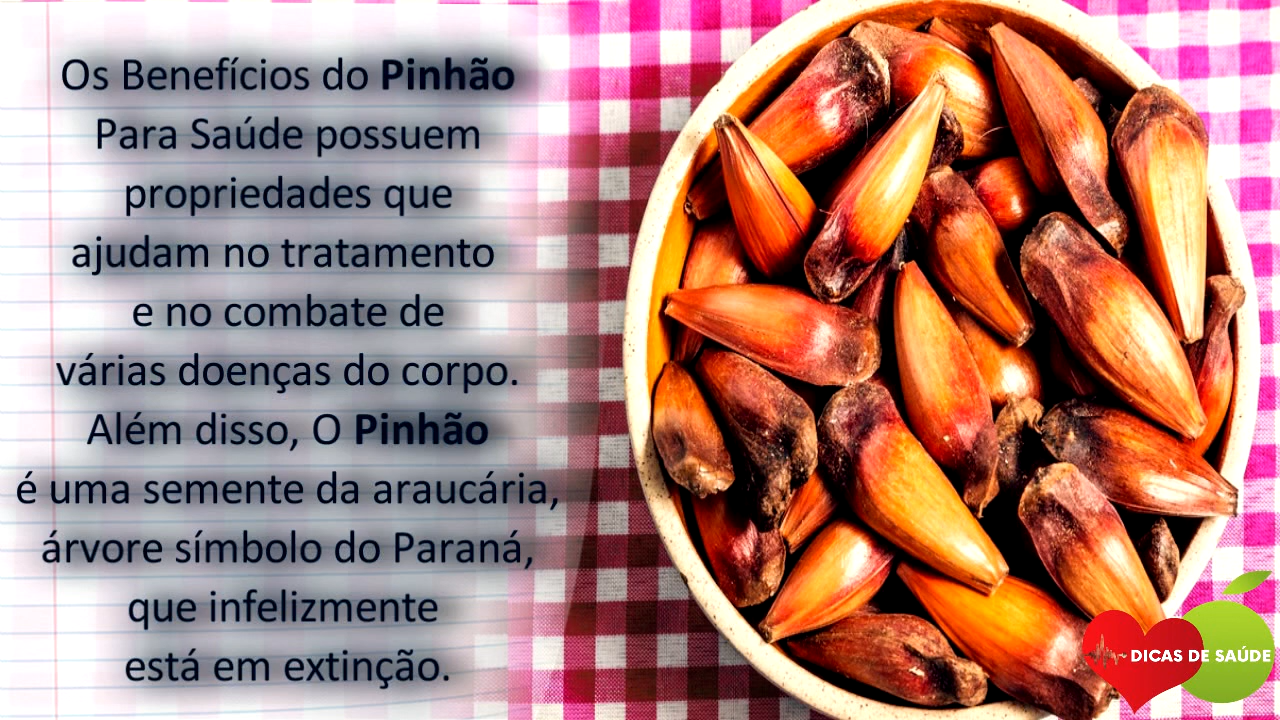 Os Benefícios do Pinhão
Para Saúde possuem
propriedades que
ajudam no tratamento
e no combate de
várias doenças do corpo.
Além disso, O Pinhão
é uma semente da araucária,
árvore símbolo do Paraná,
que infelizmente
está em extinção.
DICAS DE SAÚDE